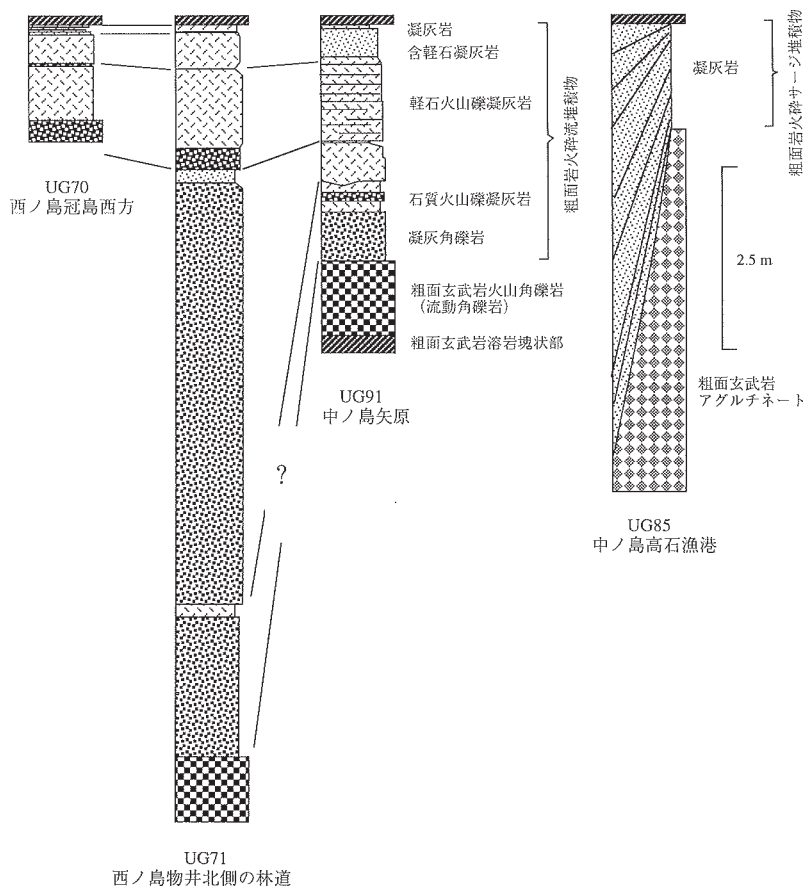 UG70
西ノ島冠島西方
UG71
西ノ島物井北側の林道
凝灰岩
含軽石凝灰岩
軽石火山礫凝灰岩
石質火山礫凝灰岩
凝灰角礫岩
粗面岩火砕流堆積物
粗面玄武岩火山角礫岩
(流動角礫岩)
粗面玄武岩溶岩塊状部
UG91
中ノ島矢原
?
凝灰岩
粗面岩火砕サージ堆積物
2.5 m
粗面玄武岩
アグルチネート
UG85
中ノ島高石漁港